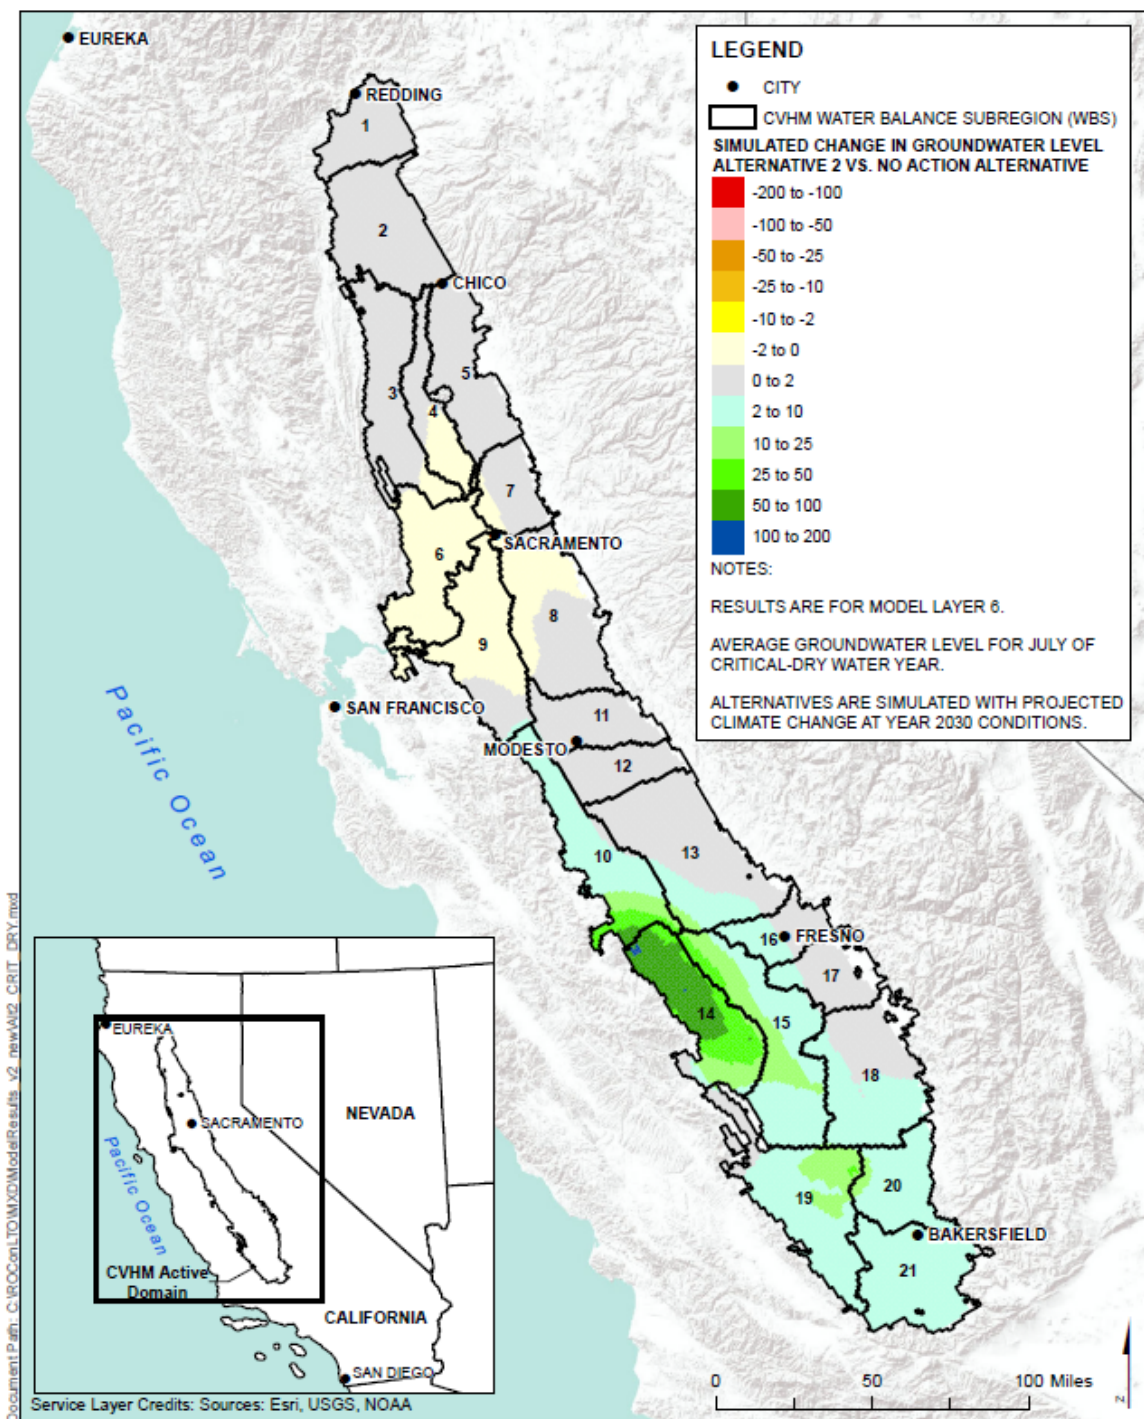 EUREKA
REDDING
1
2
CHICO
3
4
5
7
SACRAMENTO
6
8
9
SAN FRANCISCO
11
MODESTO
12
10
13
16
FRESNO
17
14
15
18
19
20
BAKERSFIELD
21
Pacific Ocean
LEGEND
CITY
CVHM WATER BALANCE SUBREGION (WBS)
SIMULATED CHANGE IN GROUNDWATER LEVEL
ALTERNATIVE 2 VS. NO ACTION ALTERNATIVE
-200 to -100
-100 to -50
-50 to -25
-25 to -10
-10 to -2
-2 to 0
0 to 2
2 to 10
10 to 25
25 to 50
50 to 100
100 to 200
NOTES:
RESULTS ARE FOR MODEL LAYER 6.
AVERAGE GROUNDWATER LEVEL FOR JULY OF
CRITICAL-DRY WATER YEAR.
ALTERNATIVES ARE SIMULATED WITH PROJECTED
CLIMATE CHANGE AT YEAR 2030 CONDITIONS.
EUREKA
SACRAMENTO
NEVADA
Pacific Ocean
CVHM Active
Domain
CALIFORNIA
SAN DIEGO
Service Layer Credits: Sources: Esri, USGS, NOAA
0 50 100 Miles
Z